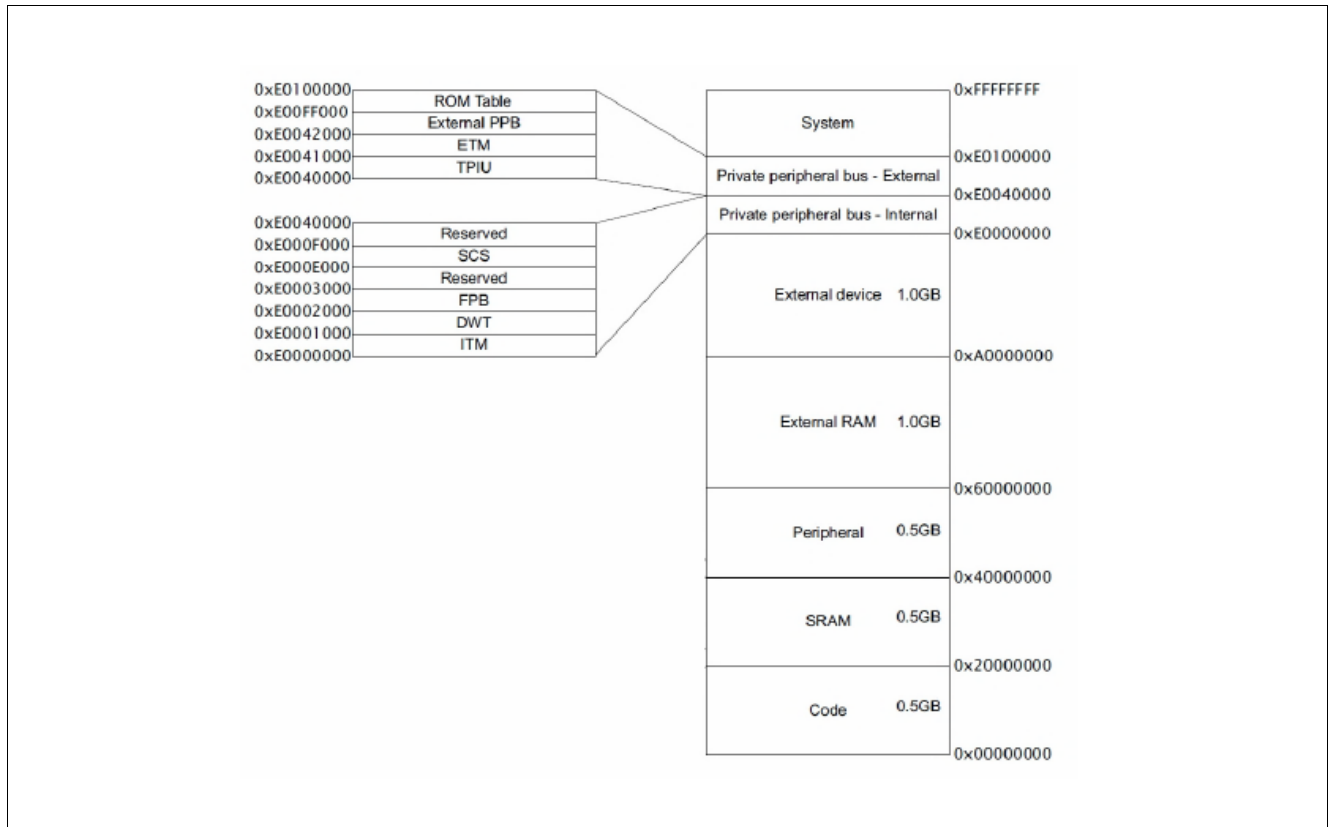 0xE0100000
ROM Table
0xE00FF000
External PPB
0xE0042000
ETM
0xE0041000
TPIU
0xE0040000
0xE0040000
Reserved
0xE000F000
SCS
0xE000E000
Reserved
0xE0003000
FPB
0xE0002000
DWT
0xE0001000
ITM
0xE0000000
0xFFFFFFFF
System
0xE0100000
Private peripheral bus - External
0xE0040000
Private peripheral bus - Internal
0xE0000000
External device 1.0GB
0xA0000000
External RAM 1.0GB
0x60000000
Peripheral 0.5GB
0x40000000
SRAM 0.5GB
0x20000000
Code 0.5GB
0x00000000